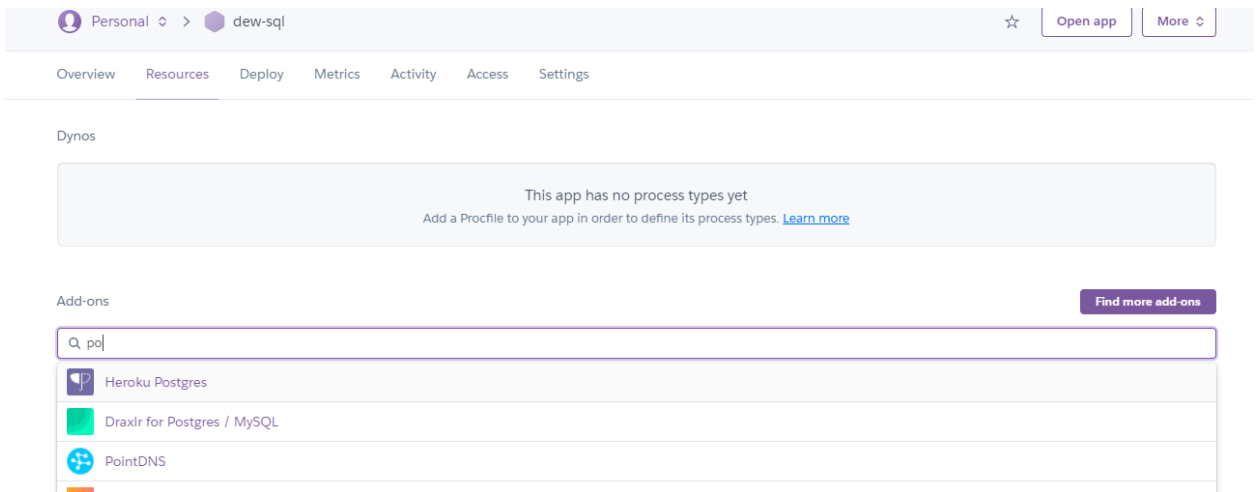 Personal > dew-sql Open app More
Overview Resources Deploy Metrics Activity Access Settings
Dynos
This app has no process types yet
Add a Procfile to your app in order to define its process types. Learn more
Add-ons Find more add-ons
po
Heroku Postgres
Draxlr for Postgres / MySQL
PointDNS